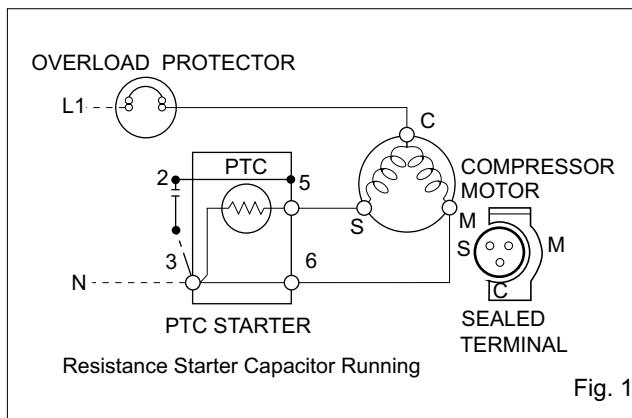 OVERLOAD PROTECTOR
L1
C
PTC
2
5
COMPRESSOR
MOTOR
S
M
S
M
3
6
N
C
PTC STARTER
SEALED
TERMINAL
Resistance Starter Capacitor Running
Fig. 1